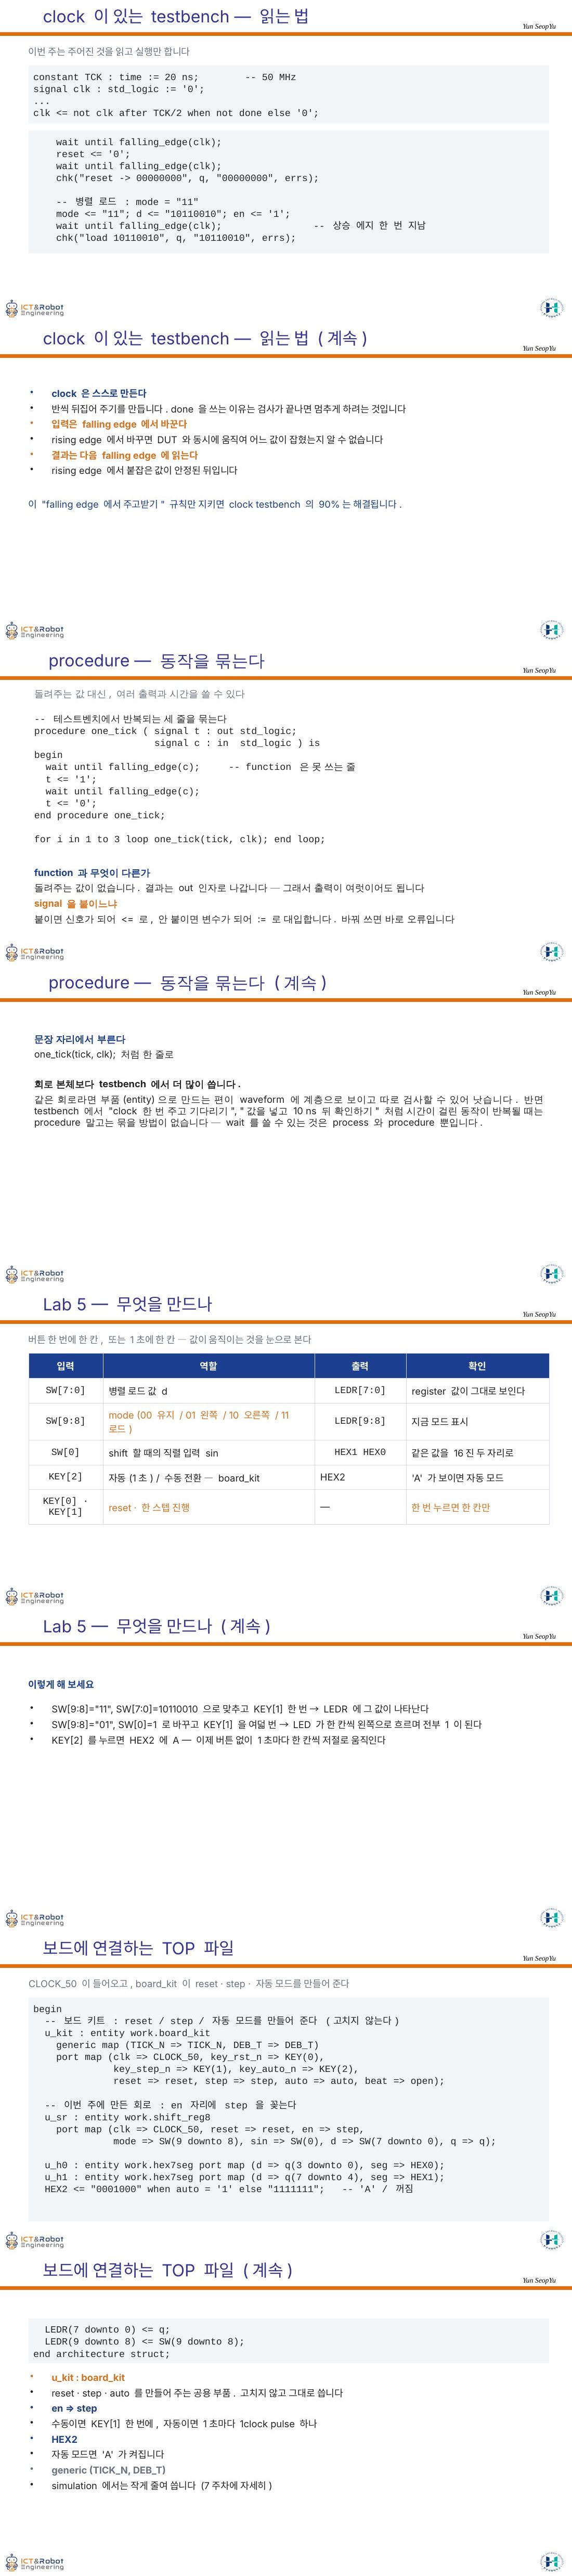 clock 이 있는 testbench — 읽는 법
Yun SeopYu
이번 주는 주어진 것을 읽고 실행만 합니다
constant TCK : time := 20 ns;        -- 50 MHz
signal clk : std_logic := '0';
...
clk <= not clk after TCK/2 when not done else '0';
wait until falling_edge(clk);
reset <= '0';
wait until falling_edge(clk);
chk("reset -> 00000000", q, "00000000", errs);
-- 병렬 로드 : mode = "11"
mode <= "11"; d <= "10110010"; en <= '1';
wait until falling_edge(clk);                -- 상승 에지 한 번 지남
chk("load 10110010", q, "10110010", errs);
ICT&Robot
Engineering
clock 이 있는 testbench — 읽는 법 ( 계속 )
Yun SeopYu
• clock 은 스스로 만든다
• 반씩 뒤집어 주기를 만듭니다 . done 을 쓰는 이유는 검사가 끝나면 멈추게 하려는 것입니다
• 입력은 falling edge 에서 바꾼다
• rising edge 에서 바꾸면 DUT 와 동시에 움직여 어느 값이 잡혔는지 알 수 없습니다
• 결과는 다음 falling edge 에 읽는다
• rising edge 에서 붙잡은 값이 안정된 뒤입니다
이 "falling edge 에서 주고받기 " 규칙만 지키면 clock testbench 의 90% 는 해결됩니다 .
ICT&Robot
Engineering
procedure — 동작을 묶는다
Yun SeopYu
돌려주는 값 대신 , 여러 출력과 시간을 쓸 수 있다
-- 테스트벤치에서 반복되는 세 줄을 묶는다
procedure one_tick ( signal t : out std_logic;
signal c : in  std_logic ) is
begin
wait until falling_edge(c);     -- function 은 못 쓰는 줄
t <= '1';
wait until falling_edge(c);
t <= '0';
end procedure one_tick;
for i in 1 to 3 loop one_tick(tick, clk); end loop;
function 과 무엇이 다른가
돌려주는 값이 없습니다 . 결과는 out 인자로 나갑니다 — 그래서 출력이 여럿이어도 됩니다
signal 을 붙이느냐
붙이면 신호가 되어 <= 로 , 안 붙이면 변수가 되어 := 로 대입합니다 . 바꿔 쓰면 바로 오류입니다
ICT&Robot
Engineering
procedure — 동작을 묶는다 ( 계속 )
Yun SeopYu
문장 자리에서 부른다
one_tick(tick, clk); 처럼 한 줄로
회로 본체보다 testbench 에서 더 많이 씁니다 .
같은 회로라면 부품 (entity) 으로 만드는 편이 waveform 에 계층으로 보이고 따로 검사할 수 있어 낫습니다 . 반면
testbench 에서 "clock 한 번 주고 기다리기 ", " 값을 넣고 10 ns 뒤 확인하기 " 처럼 시간이 걸린 동작이 반복될 때는
procedure 말고는 묶을 방법이 없습니다 — wait 를 쓸 수 있는 것은 process 와 procedure 뿐입니다 .
ICT&Robot
Engineering
Lab 5 — 무엇을 만드나
Yun SeopYu
버튼 한 번에 한 칸 , 또는 1 초에 한 칸 — 값이 움직이는 것을 눈으로 본다
입력 역할 출력 확인
SW[7:0] 병렬 로드 값 d LEDR[7:0] register 값이 그대로 보인다
SW[9:8] mode (00 유지 / 01 왼쪽 / 10 오른쪽 / 11 로드 ) LEDR[9:8] 지금 모드 표시
SW[0] shift 할 때의 직렬 입력 sin HEX1 HEX0 같은 값을 16 진 두 자리로
KEY[2] 자동 (1 초 ) / 수동 전환 — board_kit HEX2 'A' 가 보이면 자동 모드
KEY[0] · KEY[1] reset · 한 스텝 진행 — 한 번 누르면 한 칸만
ICT&Robot
Engineering
Lab 5 — 무엇을 만드나 ( 계속 )
Yun SeopYu
이렇게 해 보세요
• SW[9:8]="11", SW[7:0]=10110010 으로 맞추고 KEY[1] 한 번 → LEDR 에 그 값이 나타난다
• SW[9:8]="01", SW[0]=1 로 바꾸고 KEY[1] 을 여덟 번 → LED 가 한 칸씩 왼쪽으로 흐르며 전부 1 이 된다
• KEY[2] 를 누르면 HEX2 에 A — 이제 버튼 없이 1 초마다 한 칸씩 저절로 움직인다
ICT&Robot
Engineering
보드에 연결하는 TOP 파일
Yun SeopYu
CLOCK_50 이 들어오고 , board_kit 이 reset · step · 자동 모드를 만들어 준다
begin
-- 보드 키트 : reset / step / 자동 모드를 만들어 준다 ( 고치지 않는다 )
u_kit : entity work.board_kit
generic map (TICK_N => TICK_N, DEB_T => DEB_T)
port map (clk => CLOCK_50, key_rst_n => KEY(0),
key_step_n => KEY(1), key_auto_n => KEY(2),
reset => reset, step => step, auto => auto, beat => open);
-- 이번 주에 만든 회로 : en 자리에 step 을 꽂는다
u_sr : entity work.shift_reg8
port map (clk => CLOCK_50, reset => reset, en => step,
mode => SW(9 downto 8), sin => SW(0), d => SW(7 downto 0), q => q);
u_h0 : entity work.hex7seg port map (d => q(3 downto 0), seg => HEX0);
u_h1 : entity work.hex7seg port map (d => q(7 downto 4), seg => HEX1);
HEX2 <= "0001000" when auto = '1' else "1111111";   -- 'A' / 꺼짐
ICT&Robot
Engineering
보드에 연결하는 TOP 파일 ( 계속 )
Yun SeopYu
LEDR(7 downto 0) <= q;
LEDR(9 downto 8) <= SW(9 downto 8);
end architecture struct;
• u_kit : board_kit
• reset · step · auto 를 만들어 주는 공용 부품 . 고치지 않고 그대로 씁니다
• en ⇒ step
• 수동이면 KEY[1] 한 번에 , 자동이면 1 초마다 1clock pulse 하나
• HEX2
• 자동 모드면 'A' 가 켜집니다
• generic (TICK_N, DEB_T)
• simulation 에서는 작게 줄여 씁니다 (7 주차에 자세히 )
ICT&Robot
Engineering